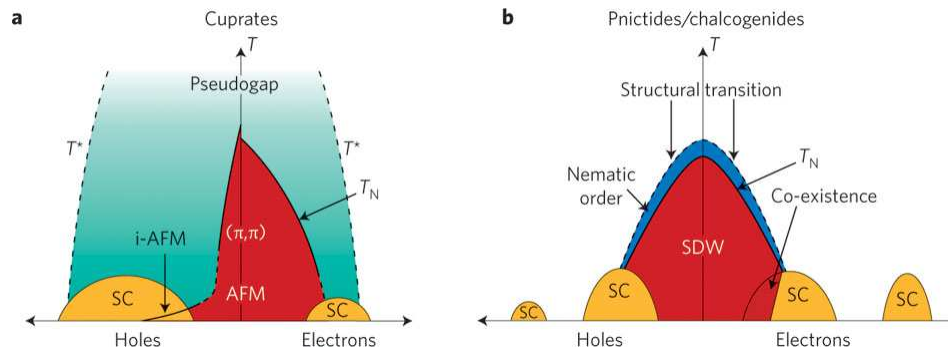 a
Cuprates
T
Pseudogap
T*
T*
TN
(π,π)
i-AFM
AFM
SC
SC
Holes
Electrons
b
Pnictides/chalcogenides
T
Structural transition
TN
Nematic
order
Co-existence
SDW
SC
SC
SC
SC
Holes
Electrons